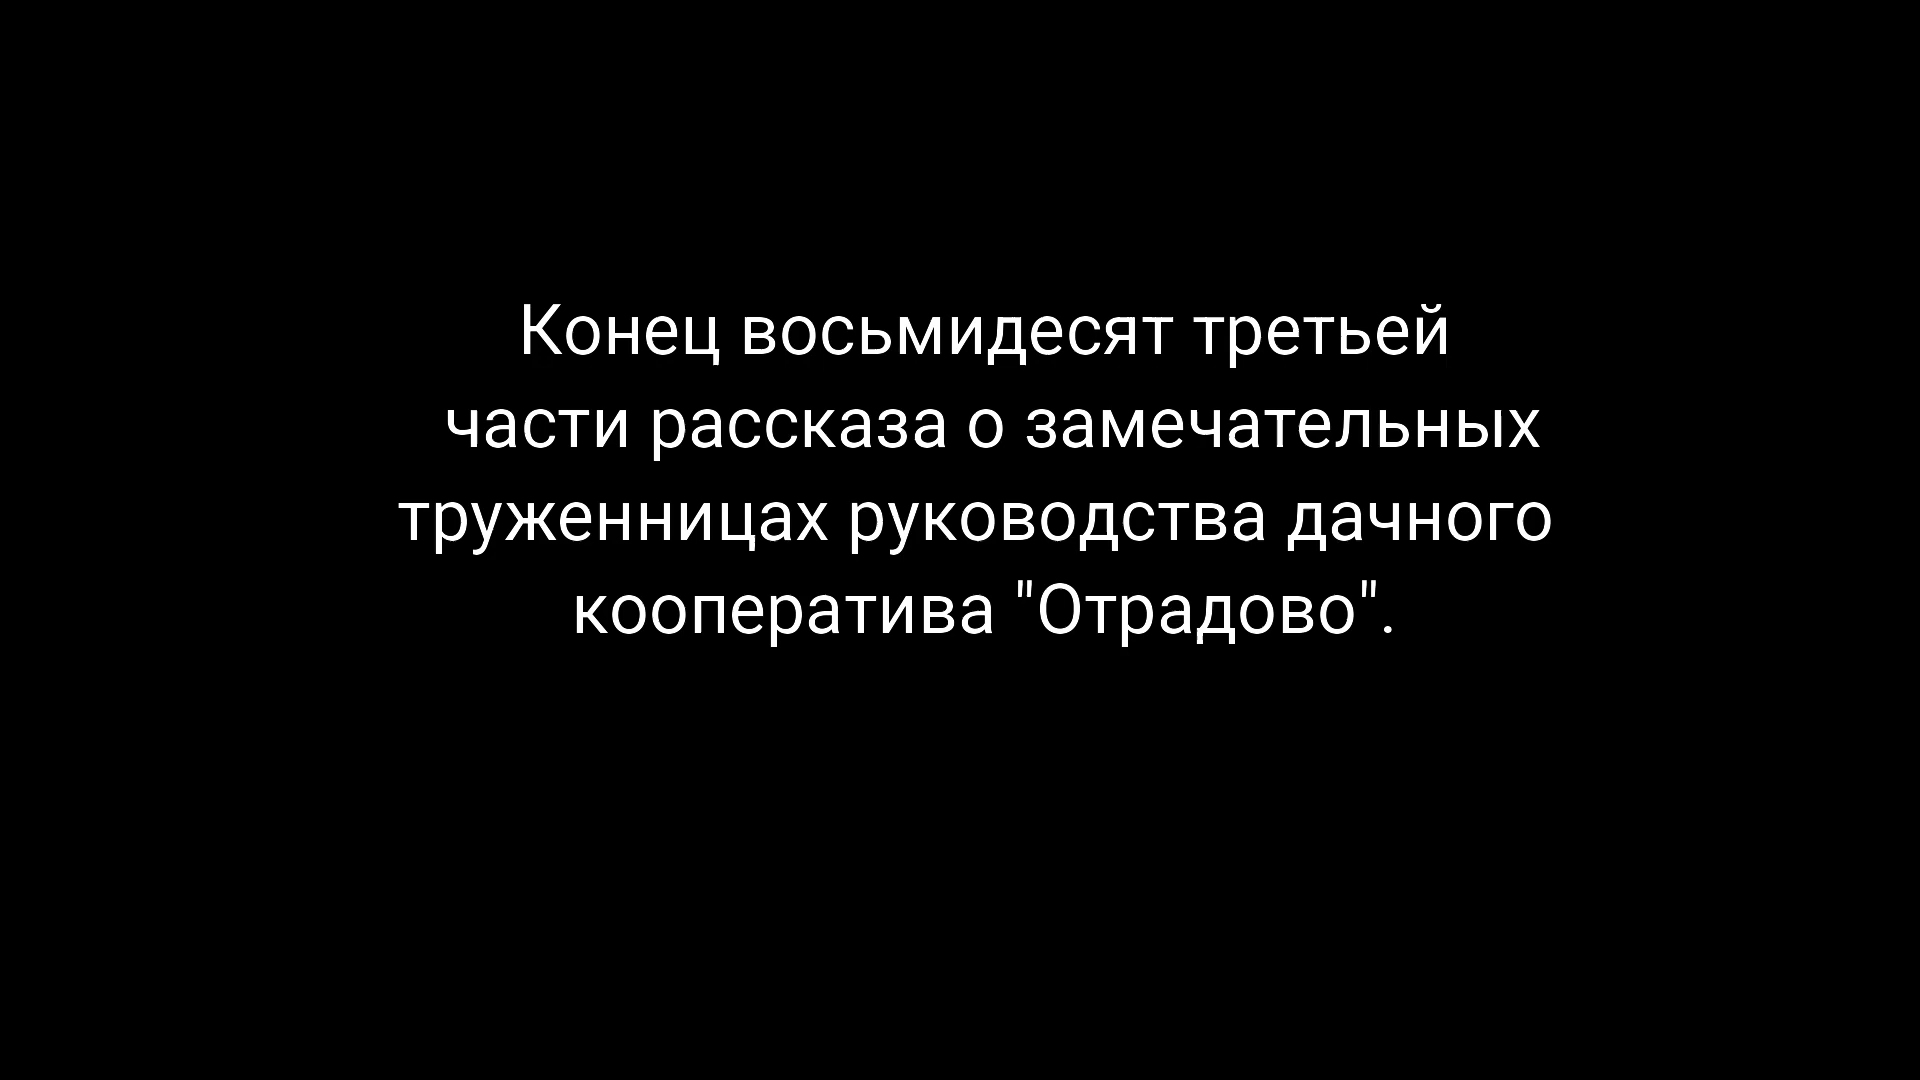 Конец восьмидесят третьей
части рассказа о замечательных
труженницах руководства дачного
кооператива "Отрадово".